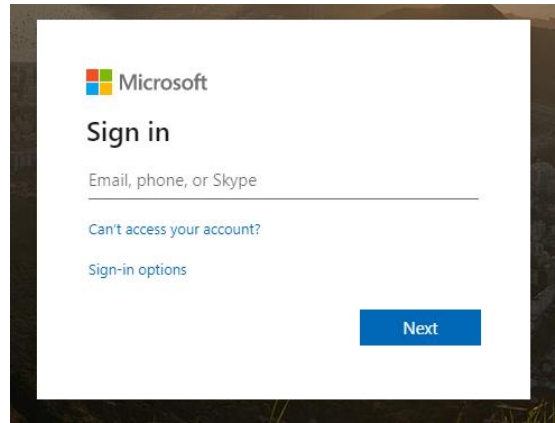 Microsoft
Sign in
Email, phone, or Skype
Can't access your account?
Sign-in options
Next